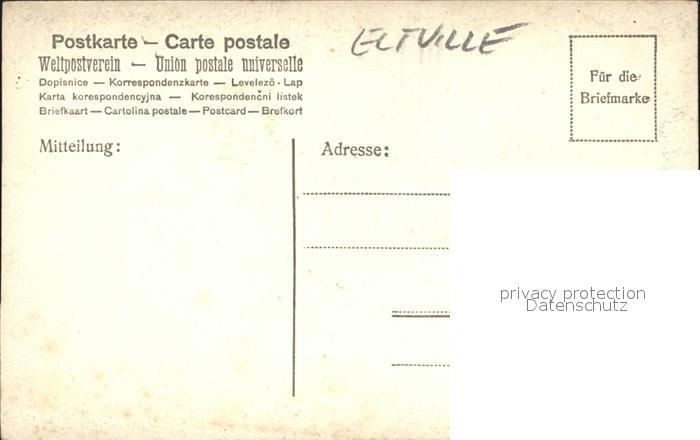 Postkarte — Carte postale
Weltpostverein — Union postale universelle
Dopisnice — Korrespondenzkarte — Levelező-Lap
Karta korespondencyjna — Korespondenční lístek
Briefkaart — Cartolina postale — Postcard — Brefkort
ELTVILLE
Für die
Briefmarke
Mitteilung:
Adresse:
privacy protection
Datenschutz